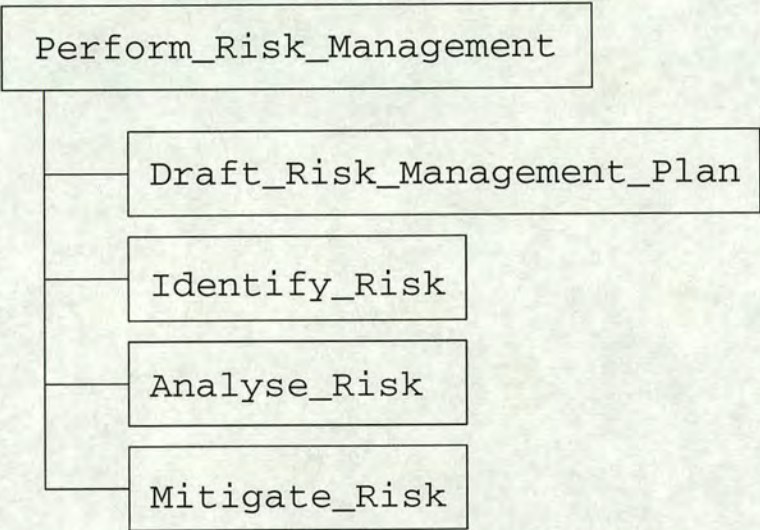 Perform_Risk_Management
Draft_Risk_Management_Plan
Identify_Risk
Analyse_Risk
Mitigate_Risk